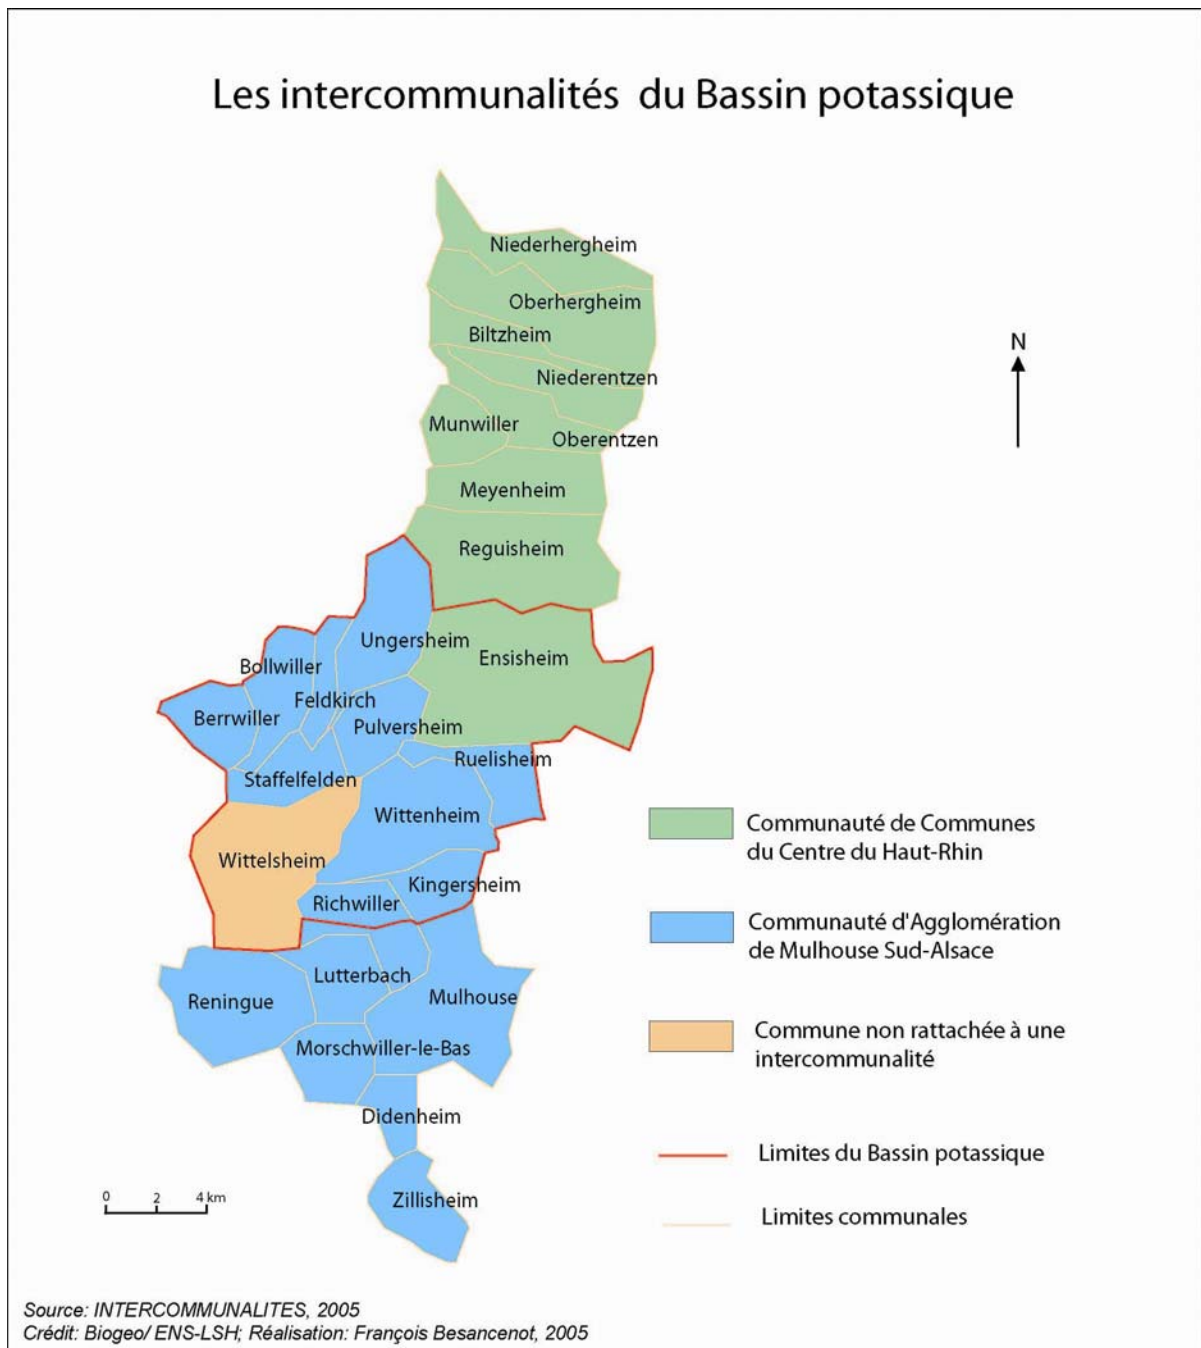 Les intercommunalités du Bassin potassique
Niederhergheim
Oberhergheim
Biltzheim
Niederentzen
Munwiller
Oberentzen
Meyenheim
Reguisheim
Ungersheim
Ensisheim
Bollwiller
Feldkirch
Berrwiller
Pulversheim
Ruelisheim
Staffelfelden
Wittenheim
Wittelsheim
Kingersheim
Richwiller
Lutterbach
Mulhouse
Reningue
Morschwiller-le-Bas
Didenheim
Zillisheim
N
Communauté de Communes
du Centre du Haut-Rhin
Communauté d'Agglomération
de Mulhouse Sud-Alsace
Commune non rattachée à une
intercommunalité
Limites du Bassin potassique
Limites communales
0 2 4 km
Source: INTERCOMMUNALITES, 2005
Crédit: Biogeo/ ENS-LSH; Réalisation: François Besancenot, 2005